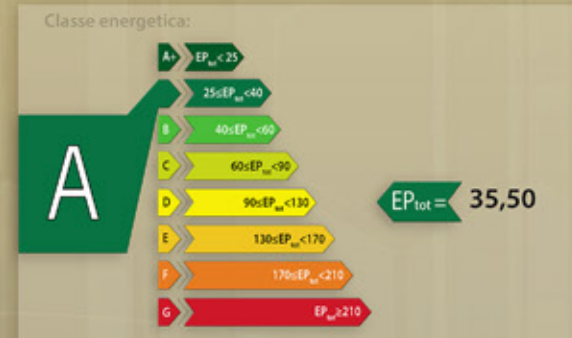 Classe energetica:
A+ EPtot < 25
A
25≤EPtot<40
B 40≤EPtot<60
C 60≤EPtot<90
D 90≤EPtot<130
EPtot = 35,50
E 130≤EPtot<170
F 170≤EPtot<210
G EPtot≥210